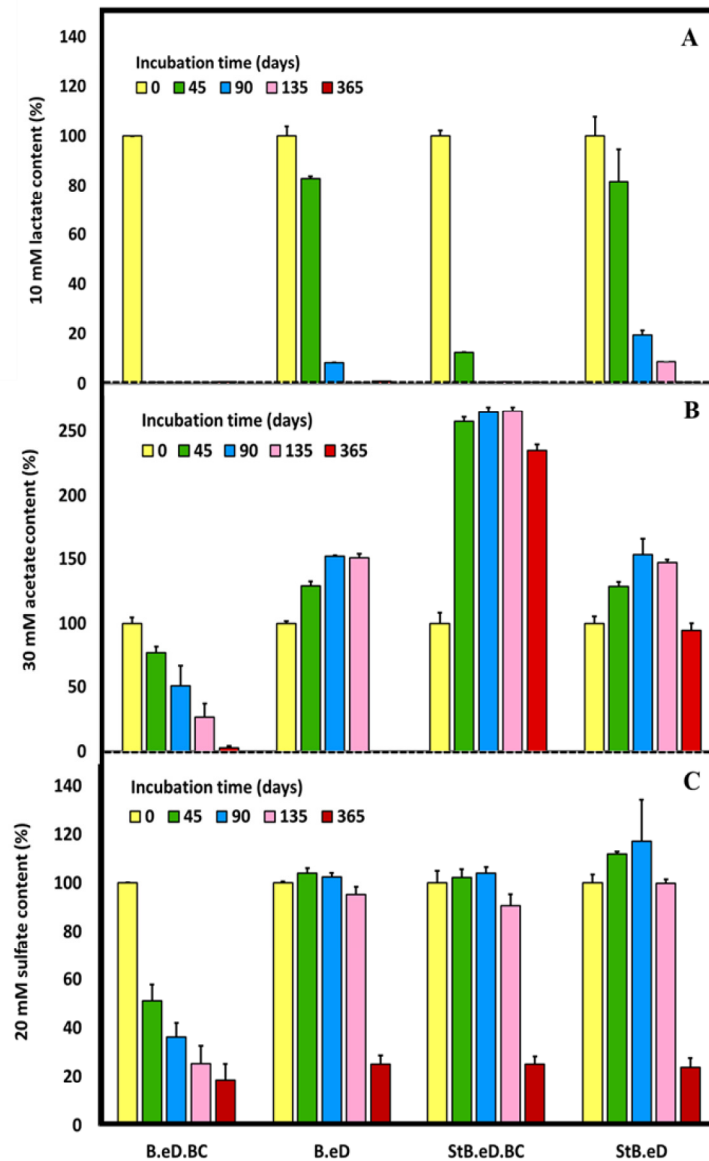 A
Incubation time (days)
0 45 90 135 365
10 mM lactate content (%)
140
120
100
80
60
40
20
0
B
Incubation time (days)
0 45 90 135 365
30 mM acetate content (%)
250
200
150
100
50
0
C
Incubation time (days)
0 45 90 135 365
20 mM sulfate content (%)
140
120
100
80
60
40
20
0
B.eD.BC B.eD StB.eD.BC StB.eD